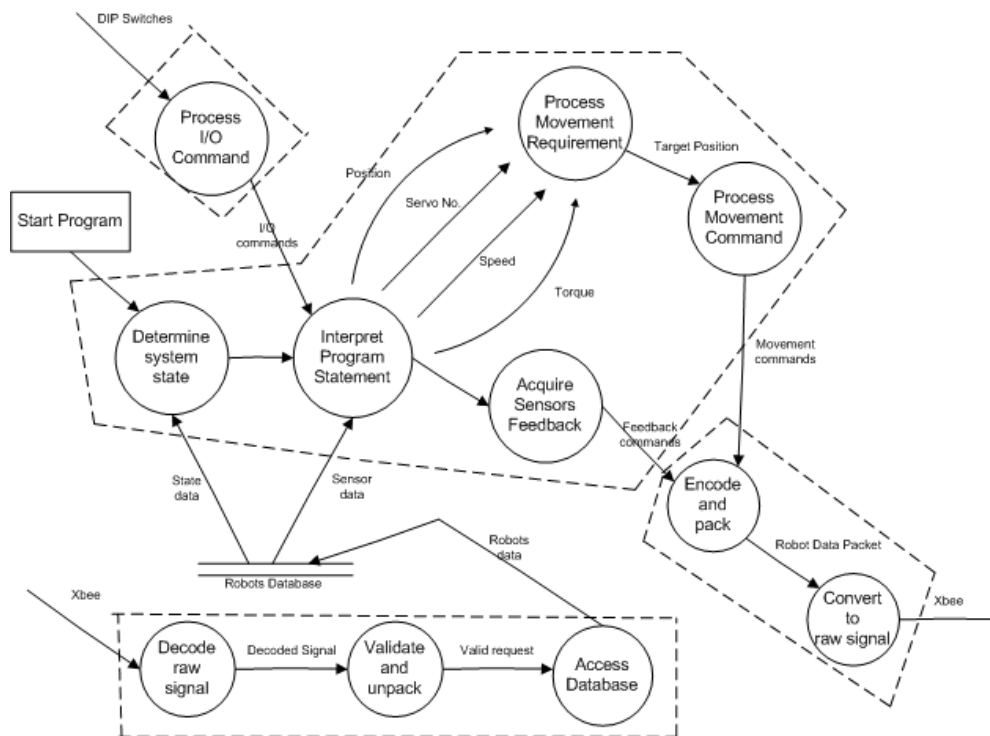 DIP Switches
Process
I/O
Command
Process
Movement
Requirement
Target Position
Position
Servo No.
Process
Movement
Command
Start Program
I/O
commands
Speed
Torque
Determine
system
state
Interpret
Program
Statement
Movement
commands
Acquire
Sensors
Feedback
Feedback
commands
State
data
Sensor
data
Encode
and
pack
Robots
data
Robot Data Packet
Robots Database
Xbee
Convert
to
raw signal
Xbee
Decode
raw
signal
Decoded Signal
Validate
and
unpack
Valid request
Access
Database